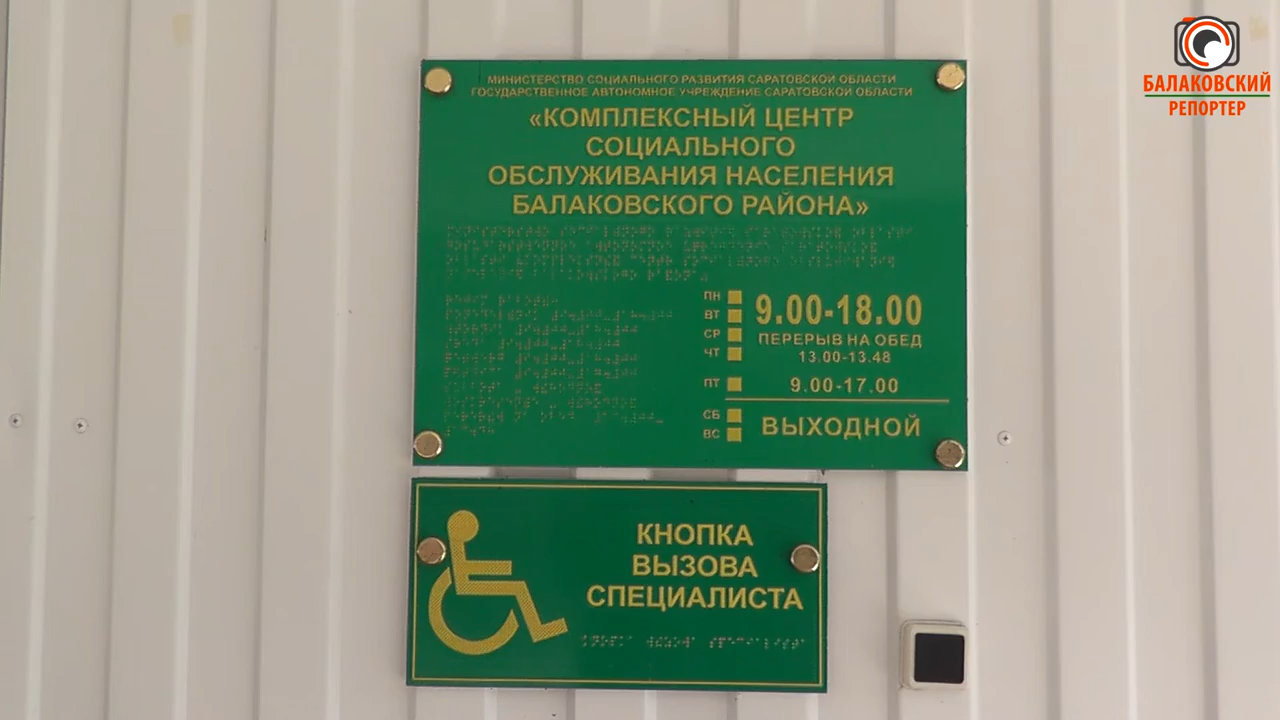 БАЛАКОВСКИЙ
РЕПОРТЕР
МИНИСТЕРСТВО СОЦИАЛЬНОГО РАЗВИТИЯ САРАТОВСКОЙ ОБЛАСТИ
ГОСУДАРСТВЕННОЕ АВТОНОМНОЕ УЧРЕЖДЕНИЕ САРАТОВСКОЙ ОБЛАСТИ
«КОМПЛЕКСНЫЙ ЦЕНТР
СОЦИАЛЬНОГО
ОБСЛУЖИВАНИЯ НАСЕЛЕНИЯ
БАЛАКОВСКОГО РАЙОНА»
ПН
ВТ
СР
ЧТ
9.00-18.00
ПЕРЕРЫВ НА ОБЕД
13.00-13.48
ПТ 9.00-17.00
СБ
ВС
ВЫХОДНОЙ
КНОПКА
ВЫЗОВА
СПЕЦИАЛИСТА